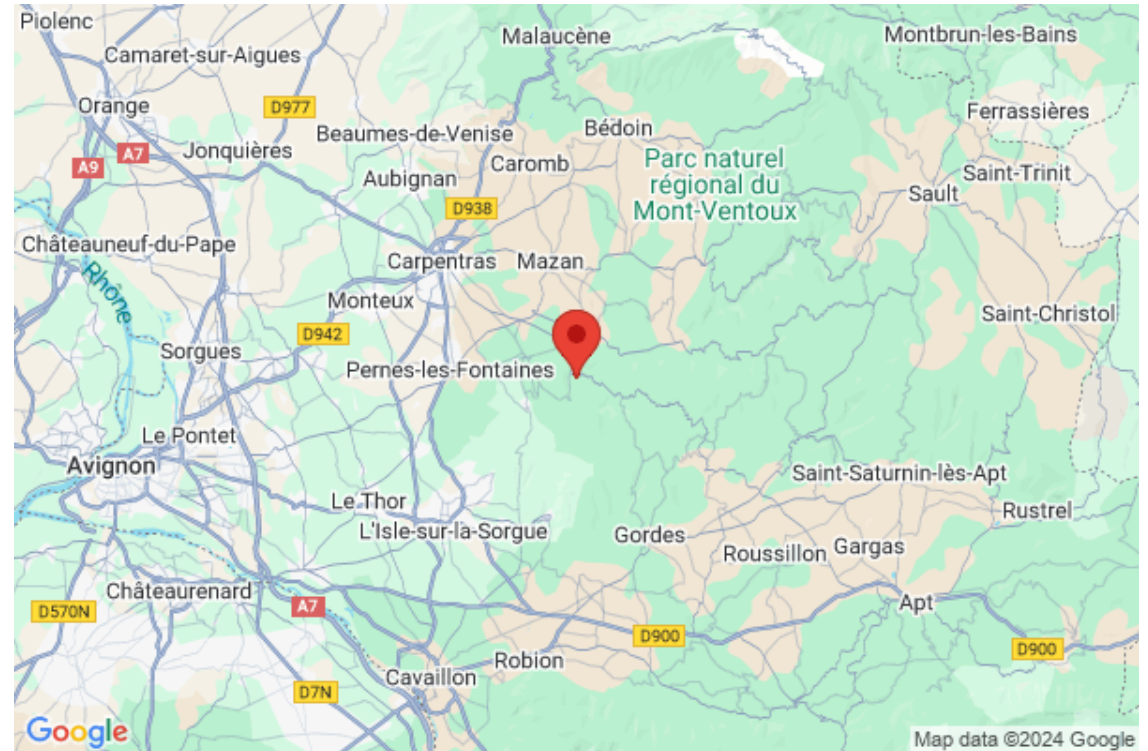 Piolenc
Malaucène
Montbrun-les-Bains
Camaret-sur-Aigues
Orange
D977
Ferrassières
Beaumes-de-Venise
Bédoin
A7
Jonquières
Caromb
Parc naturel
régional du
Mont-Ventoux
A9
Aubignan
Saint-Trinit
Sault
D938
Châteauneuf-du-Pape
Carpentras
Mazan
Rhône
Monteux
Saint-Christol
D942
Sorgues
Pernes-les-Fontaines
Le Pontet
Avignon
Saint-Saturnin-lès-Apt
Le Thor
Rustrel
L'Isle-sur-la-Sorgue
Gordes
Roussillon
Gargas
Châteaurenard
A7
Apt
D570N
D900
D900
Robion
Cavaillon
D7N
Google
Map data ©2024 Google